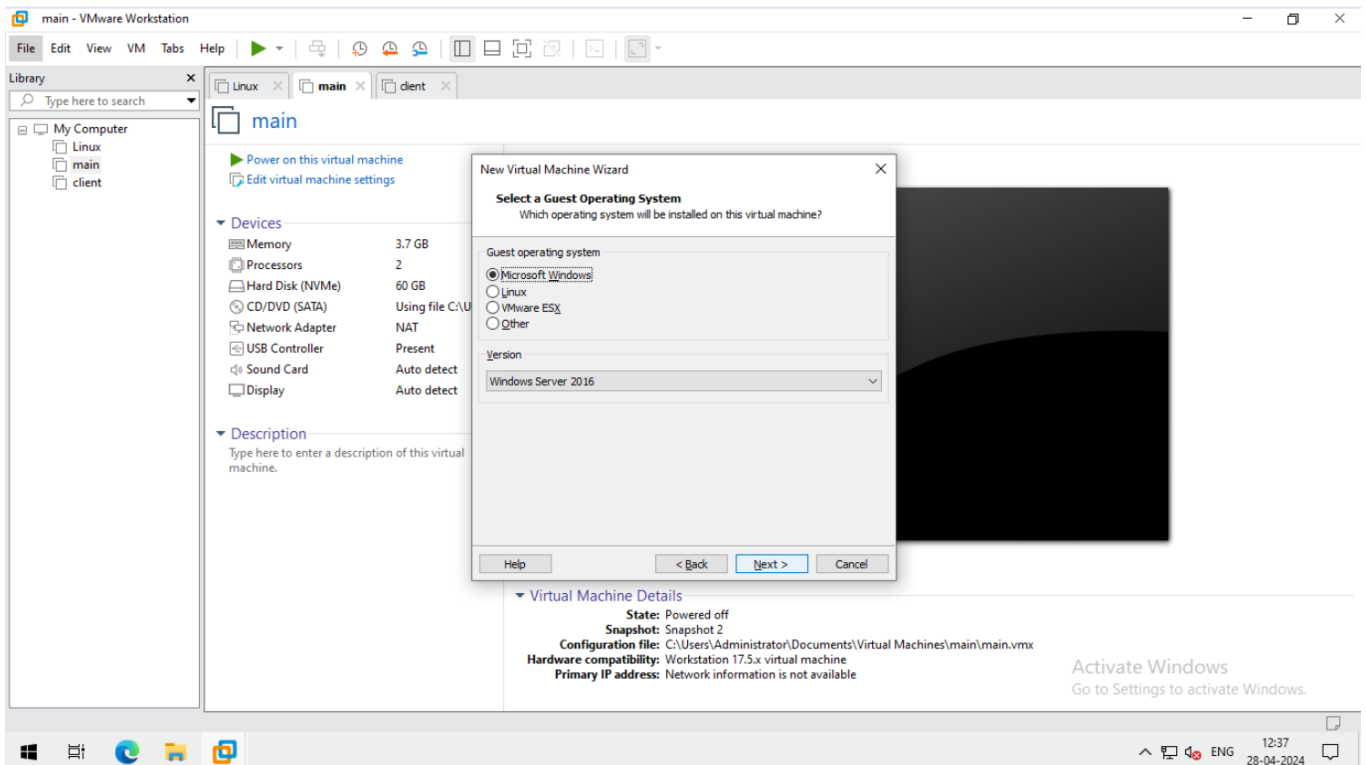 main - VMware Workstation
File Edit View VM Tabs Help
Library
Type here to search
My Computer
Linux
main
client
Linux
main
client
main
Power on this virtual machine
Edit virtual machine settings
Devices
Memory 3.7 GB
Processors 2
Hard Disk (NVMe) 60 GB
CD/DVD (SATA) Using file C:\U
Network Adapter NAT
USB Controller Present
Sound Card Auto detect
Display Auto detect
Description
Type here to enter a description of this virtual
machine.
New Virtual Machine Wizard
Select a Guest Operating System
Which operating system will be installed on this virtual machine?
Guest operating system
Microsoft Windows
Linux
VMware ESX
Other
Version
Windows Server 2016
Help < Back Next > Cancel
Virtual Machine Details
State: Powered off
Snapshot: Snapshot 2
Configuration file: C:\Users\Administrator\Documents\Virtual Machines\main\main.vmx
Hardware compatibility: Workstation 17.5.x virtual machine
Primary IP address: Network information is not available
Activate Windows
Go to Settings to activate Windows.
ENG
12:37
28-04-2024